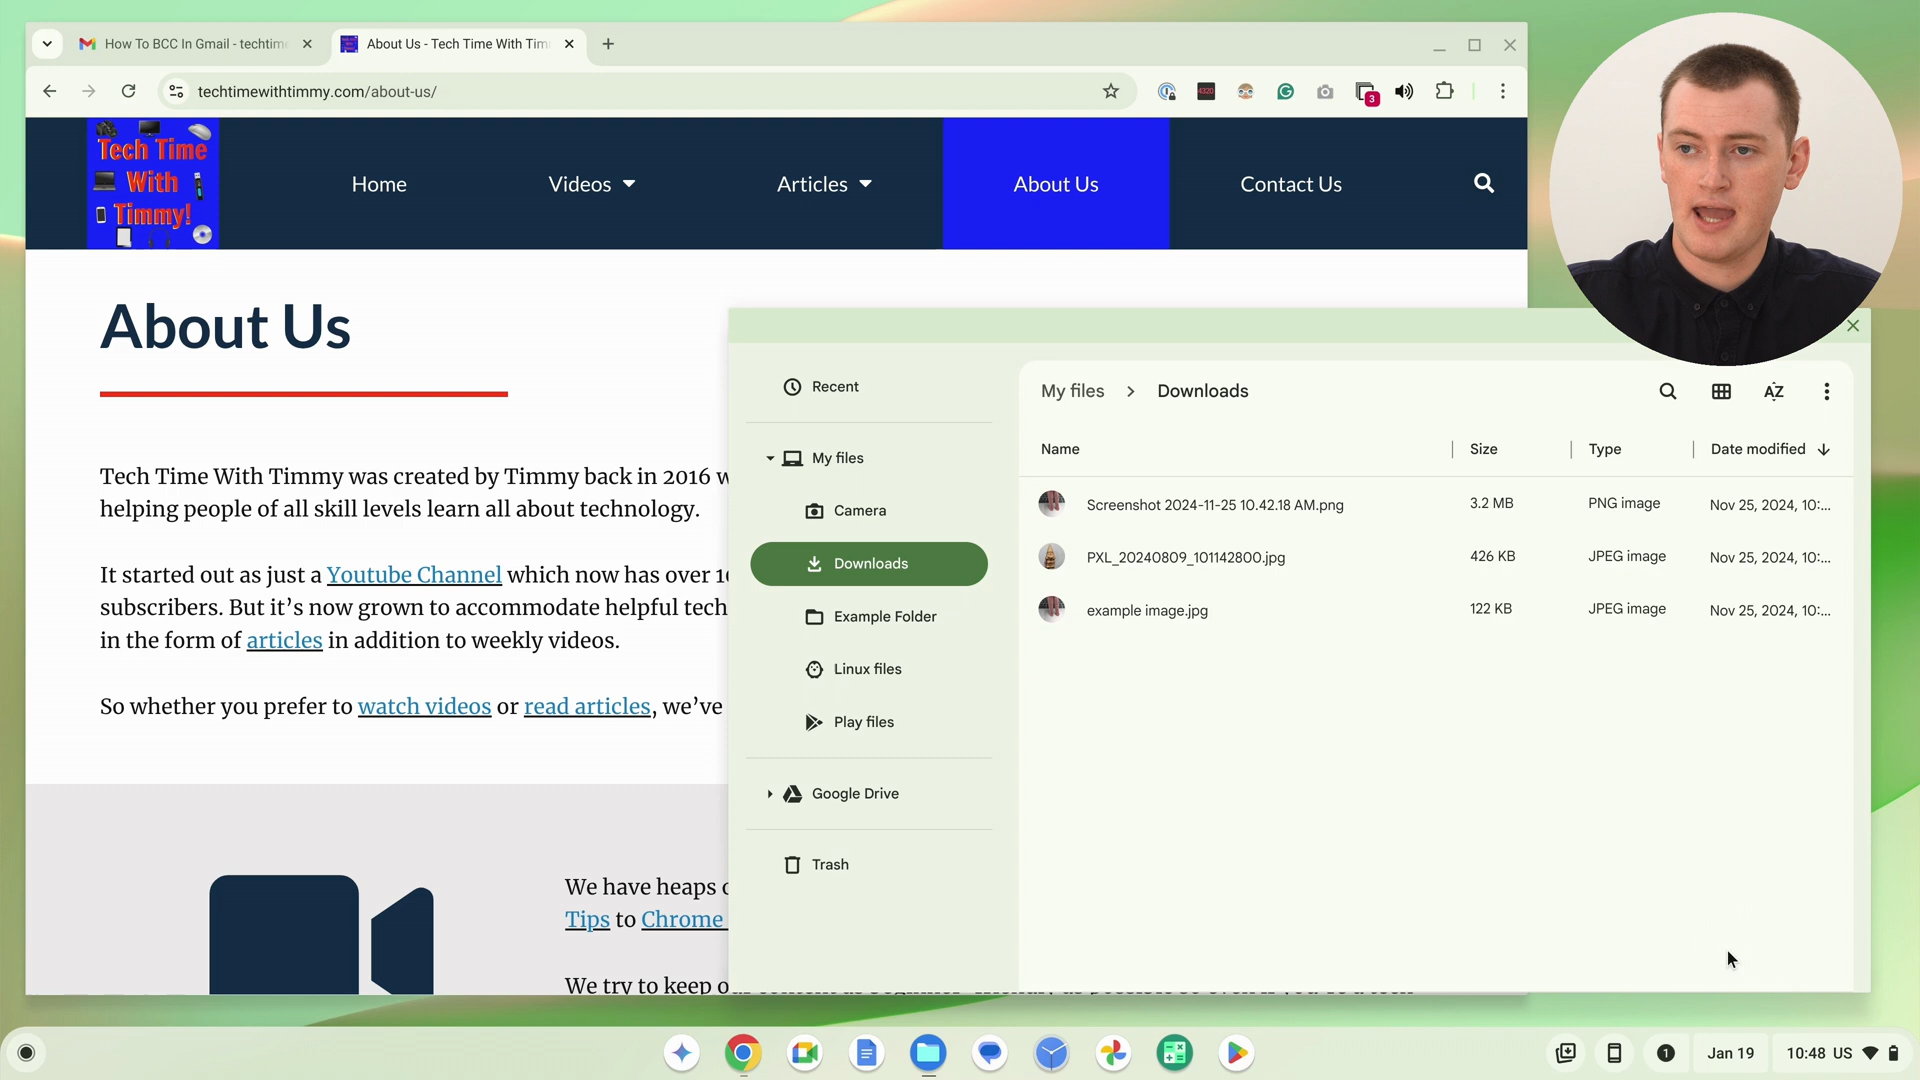 How To BCC In Gmail - techtime
About Us - Tech Time With Tim
techtimewithtimmy.com/about-us/
4320
3
Tech Time
With
Timmy!
Home
Videos
Articles
About Us
Contact Us
About Us
Tech Time With Timmy was created by Timmy back in 2016
helping people of all skill levels learn all about technology.
It started out as just a Youtube Channel which now has over
subscribers. But it's now grown to accommodate helpful tech
in the form of articles in addition to weekly videos.
So whether you prefer to watch videos or read articles, we've
We have heaps
Tips to Chrome
We try to keep
Recent
My files
Camera
Downloads
Example Folder
Linux files
Play files
Google Drive
Trash
My files > Downloads
AZ
Name Size Type Date modified
Screenshot 2024-11-25 10.42.18 AM.png 3.2 MB PNG image Nov 25, 2024, 10:...
PXL_20240809_101142800.jpg 426 KB JPEG image Nov 25, 2024, 10:...
example image.jpg 122 KB JPEG image Nov 25, 2024, 10:...
1
Jan 19
10:48 US